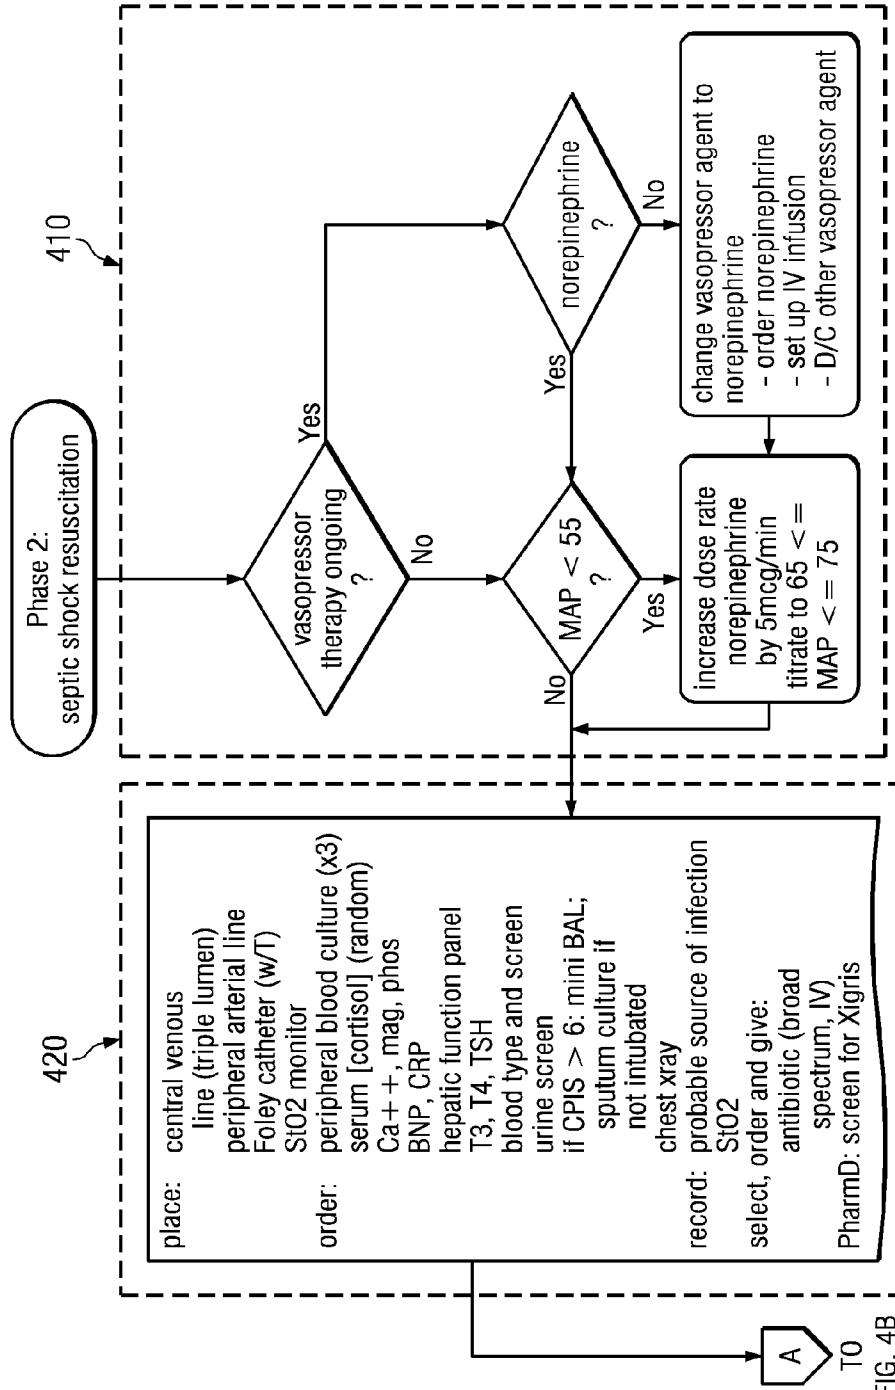 Phase 2:
septic shock resuscitation
410
vasopressor
therapy ongoing
?
Yes
No
norepinephrine
?
Yes
No
MAP < 55
?
No
Yes
change vasopressor agent to
norepinephrine
- order norepinephrine
- set up IV infusion
- D/C other vasopressor agent
increase dose rate
norepinephrine
by 5mcg/min
titrate to 65 < =
MAP < = 75
420
place: central venous
line (triple lumen)
peripheral arterial line
Foley catheter (w/T)
StO2 monitor
order: peripheral blood culture (x3)
serum [cortisol] (random)
Ca++, mag, phos
BNP, CRP
hepatic function panel
T3, T4, TSH
blood type and screen
urine screen
if CPIS > 6: mini BAL;
sputum culture if
not intubated
chest xray
record: probable source of infection
StO2
select, order and give:
antibiotic (broad
spectrum, IV)
PharmD: screen for Xigris
A
TO
FIG. 4B